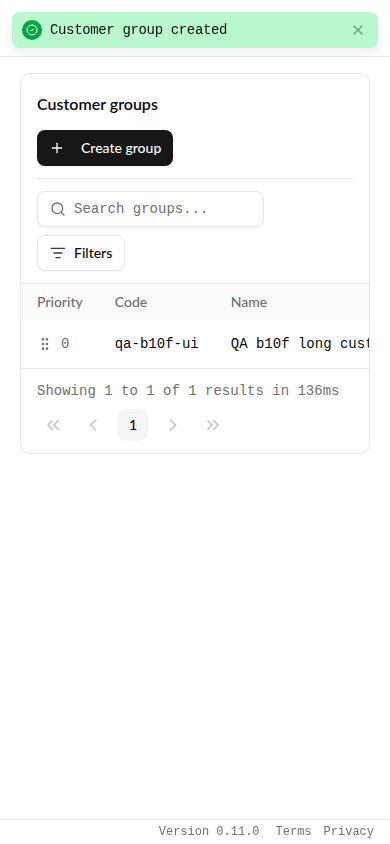 Customer group created
Customer groups
Create group
Search groups...
Filters
Priority Code Name
0 qa-b10f-ui QA b10f long cust
Showing 1 to 1 of 1 results in 136ms
1
Version 0.11.0 Terms Privacy